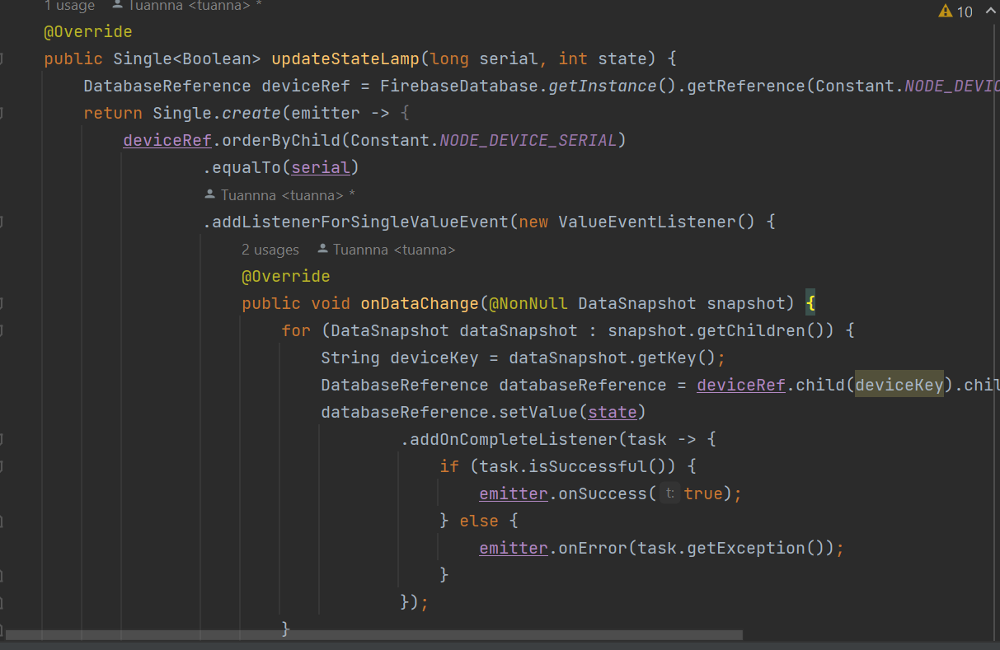 1 usage Tuannna <tuanna> *
10
@Override
public Single<Boolean> updateStateLamp(long serial, int state) {
DatabaseReference deviceRef = FirebaseDatabase.getInstance().getReference(Constant.NODE_DEVIC
return Single.create(emitter -> {
deviceRef.orderByChild(Constant.NODE_DEVICE_SERIAL)
.equalTo(serial)
Tuannna <tuanna> *
.addListenerForSingleValueEvent(new ValueEventListener() {
2 usages Tuannna <tuanna>
@Override
public void onDataChange(@NonNull DataSnapshot snapshot) {
for (DataSnapshot dataSnapshot : snapshot.getChildren()) {
String deviceKey = dataSnapshot.getKey();
DatabaseReference databaseReference = deviceRef.child(deviceKey).chil
databaseReference.setValue(state)
.addOnCompleteListener(task -> {
if (task.isSuccessful()) {
emitter.onSuccess( t: true);
} else {
emitter.onError(task.getException());
}
});
}